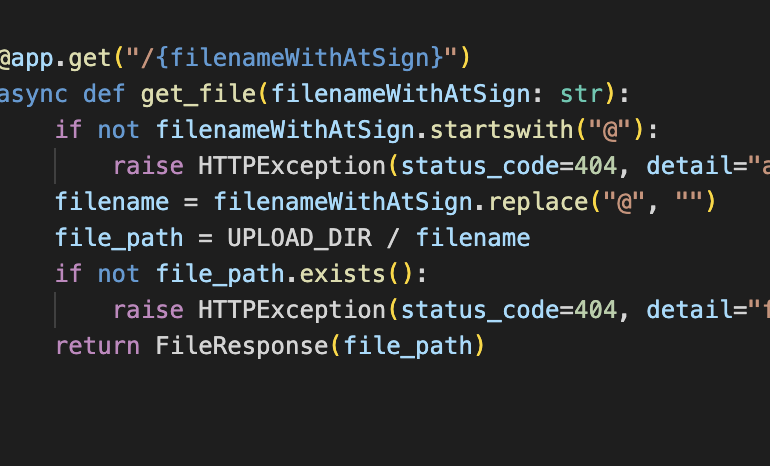 @app.get("/{filenameWithAtSign}")
async def get_file(filenameWithAtSign: str):
    if not filenameWithAtSign.startswith("@"):
        raise HTTPException(status_code=404, detail="a
    filename = filenameWithAtSign.replace("@", "")
    file_path = UPLOAD_DIR / filename
    if not file_path.exists():
        raise HTTPException(status_code=404, detail="f
    return FileResponse(file_path)